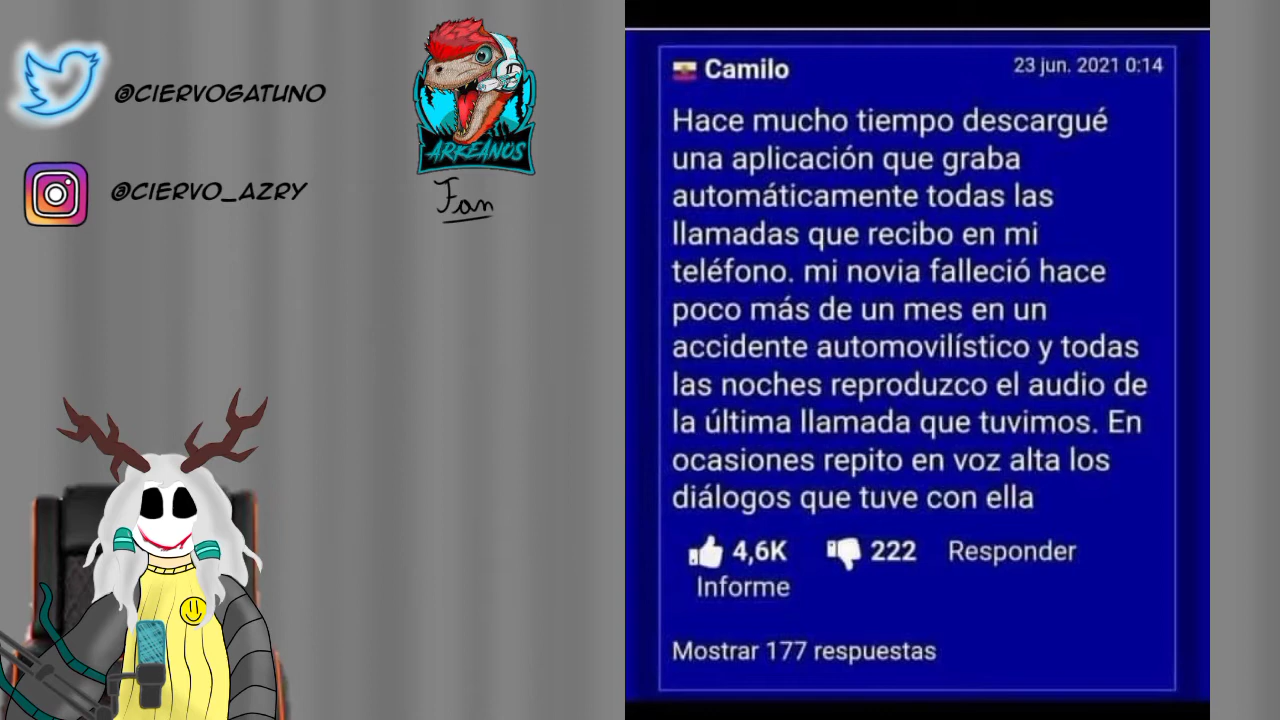 @CIERVOGATUNO
@CIERVO_AZRY
ARKEANOS
Fan
Camilo
23 jun. 2021 0:14
Hace mucho tiempo descargué
una aplicación que graba
automáticamente todas las
llamadas que recibo en mi
teléfono. mi novia falleció hace
poco más de un mes en un
accidente automovilístico y todas
las noches reproduzco el audio de
la última llamada que tuvimos. En
ocasiones repito en voz alta los
diálogos que tuve con ella
4,6K 222 Responder
Informe
Mostrar 177 respuestas